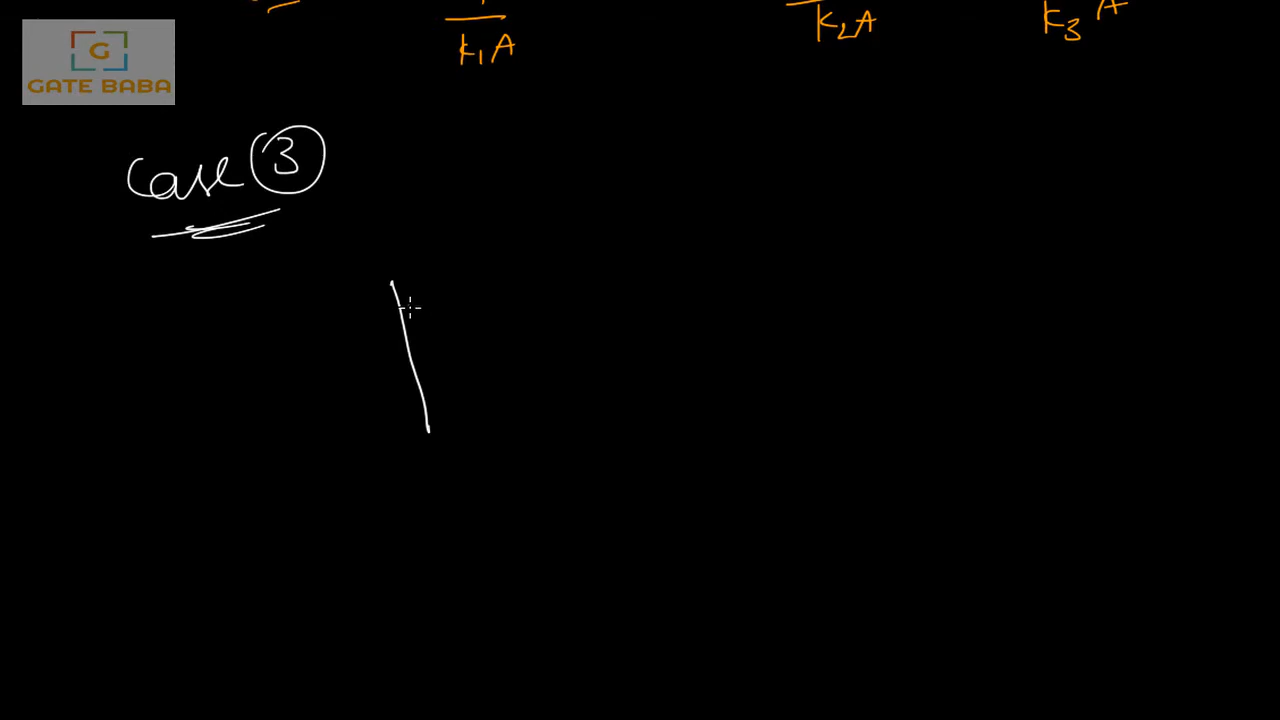 k₁A k₂A k₃ A
G
GATE BABA
Case ③